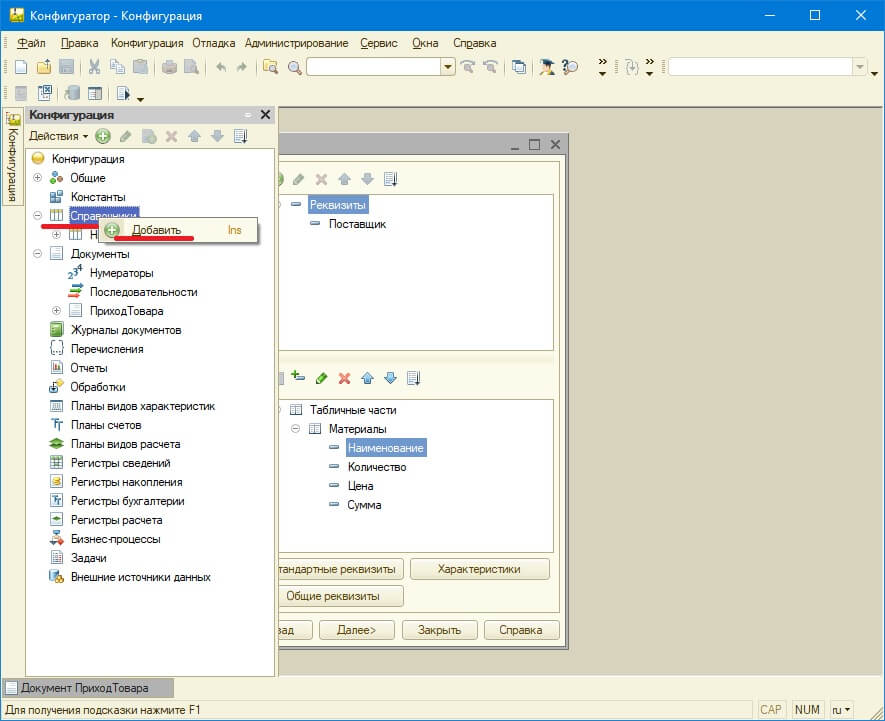 Конфигуратор - Конфигурация
Файл Правка Конфигурация Отладка Администрирование Сервис Окна Справка
Конфигурация
Конфигурация
Действия
Конфигурация
Общие
Константы
Справочники
Добавить Ins
Н
Документы
Нумераторы
Последовательности
ПриходТовара
Журналы документов
Перечисления
Отчеты
Обработки
Планы видов характеристик
Планы счетов
Планы видов расчета
Регистры сведений
Регистры накопления
Регистры бухгалтерии
Регистры расчета
Бизнес-процессы
Задачи
Внешние источники данных
Реквизиты
Поставщик
Табличные части
Материалы
Наименование
Количество
Цена
Сумма
тандартные реквизиты Характеристики
Общие реквизиты
зад Далее> Закрыть Справка
Документ ПриходТовара
Для получения подсказки нажмите F1 CAP NUM ru